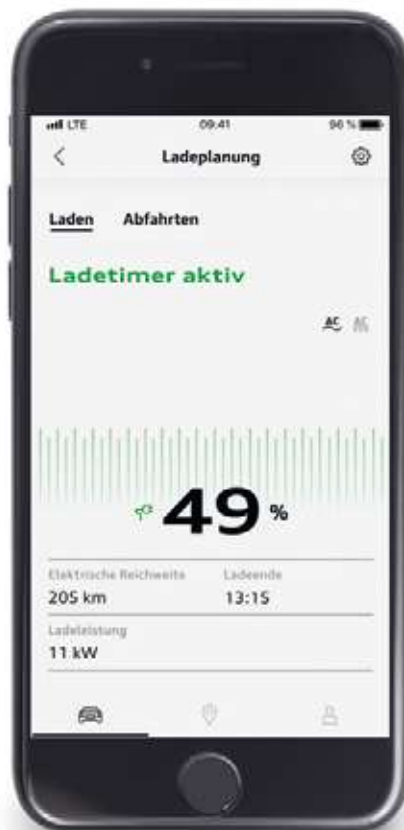 LTE 09:41 96 %
Ladeplanung
Laden Abfahrten
Ladetimer aktiv
AC
49 %
Elektrische Reichweite Ladeende
205 km 13:15
Ladeleistung
11 kW